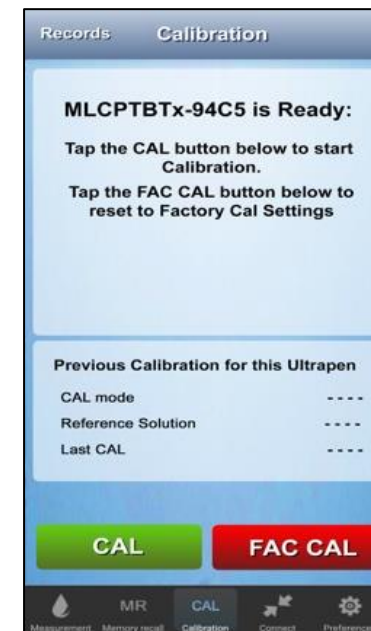 Records Calibration
MLCPTBTx-94C5 is Ready:
Tap the CAL button below to start
Calibration.
Tap the FAC CAL button below to
reset to Factory Cal Settings
Previous Calibration for this Ultrapen
CAL mode ----
Reference Solution ----
Last CAL ----
CAL FAC CAL
MR CAL
Measurement Memory recall Calibration Connect Preference